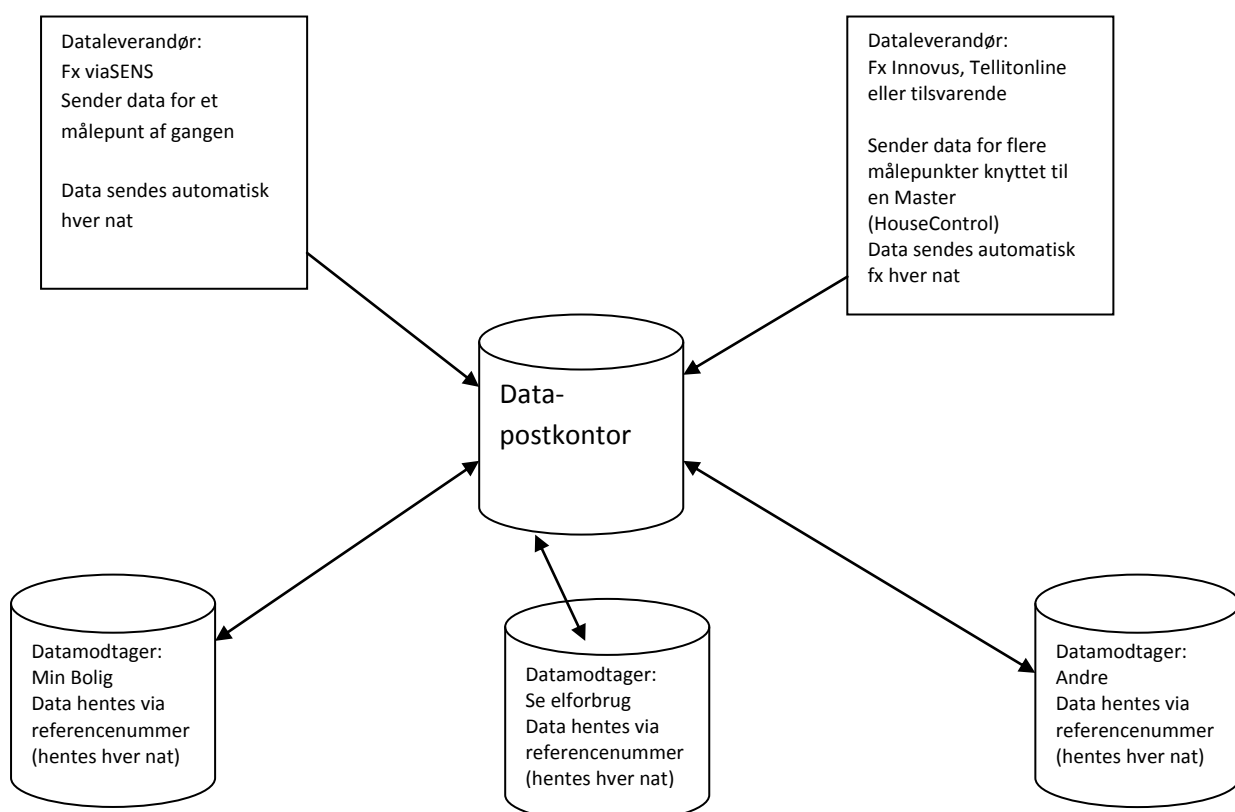 Dataleverandør:
Fx viaSENS
Sender data for et
målepunt af gangen
Data sendes automatisk
hver nat
Dataleverandør:
Fx Innovus, Tellitonline
eller tilsvarende
Sender data for flere
målepunkter knyttet til
en Master
(HouseControl)
Data sendes automatisk
fx hver nat
Data-
postkontor
Datamodtager:
Min Bolig
Data hentes via
referencenummer
(hentes hver nat)
Datamodtager:
Se elforbrug
Data hentes via
referencenummer
(hentes hver nat)
Datamodtager:
Andre
Data hentes via
referencenummer
(hentes hver nat)